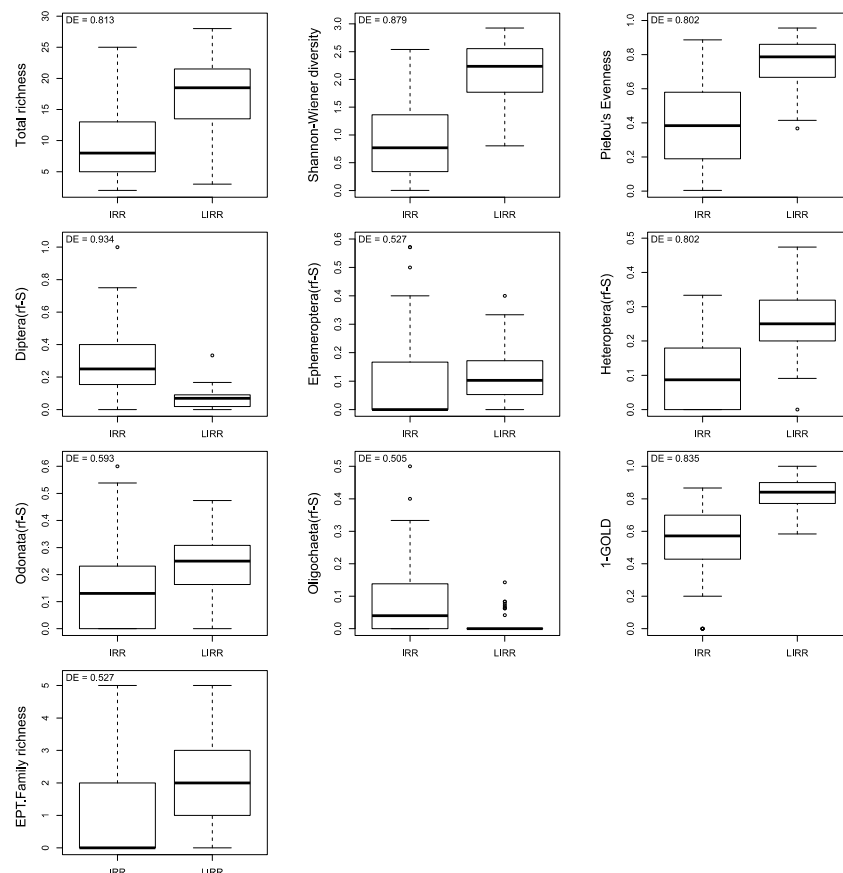 DE = 0.813
Total richness
5 10 15 20 25 30
IRR LIRR
DE = 0.879
Shannon-Wiener diversity
0.0 0.5 1.0 1.5 2.0 2.5 3.0
IRR LIRR
DE = 0.802
Pielou's Evenness
0.0 0.2 0.4 0.6 0.8 1.0
IRR LIRR
DE = 0.934
Diptera(rf-S)
0.0 0.2 0.4 0.6 0.8 1.0
IRR LIRR
DE = 0.527
Ephemeroptera(rf-S)
0.0 0.1 0.2 0.3 0.4 0.5 0.6
IRR LIRR
DE = 0.802
Heteroptera(rf-S)
0.0 0.1 0.2 0.3 0.4 0.5
IRR LIRR
DE = 0.593
Odonata(rf-S)
0.0 0.1 0.2 0.3 0.4 0.5 0.6
IRR LIRR
DE = 0.505
Oligochaeta(rf-S)
0.0 0.1 0.2 0.3 0.4 0.5
IRR LIRR
DE = 0.835
1-GOLD
0.0 0.2 0.4 0.6 0.8 1.0
IRR LIRR
DE = 0.527
EPT.Family richness
0 1 2 3 4 5
IRR LIRR